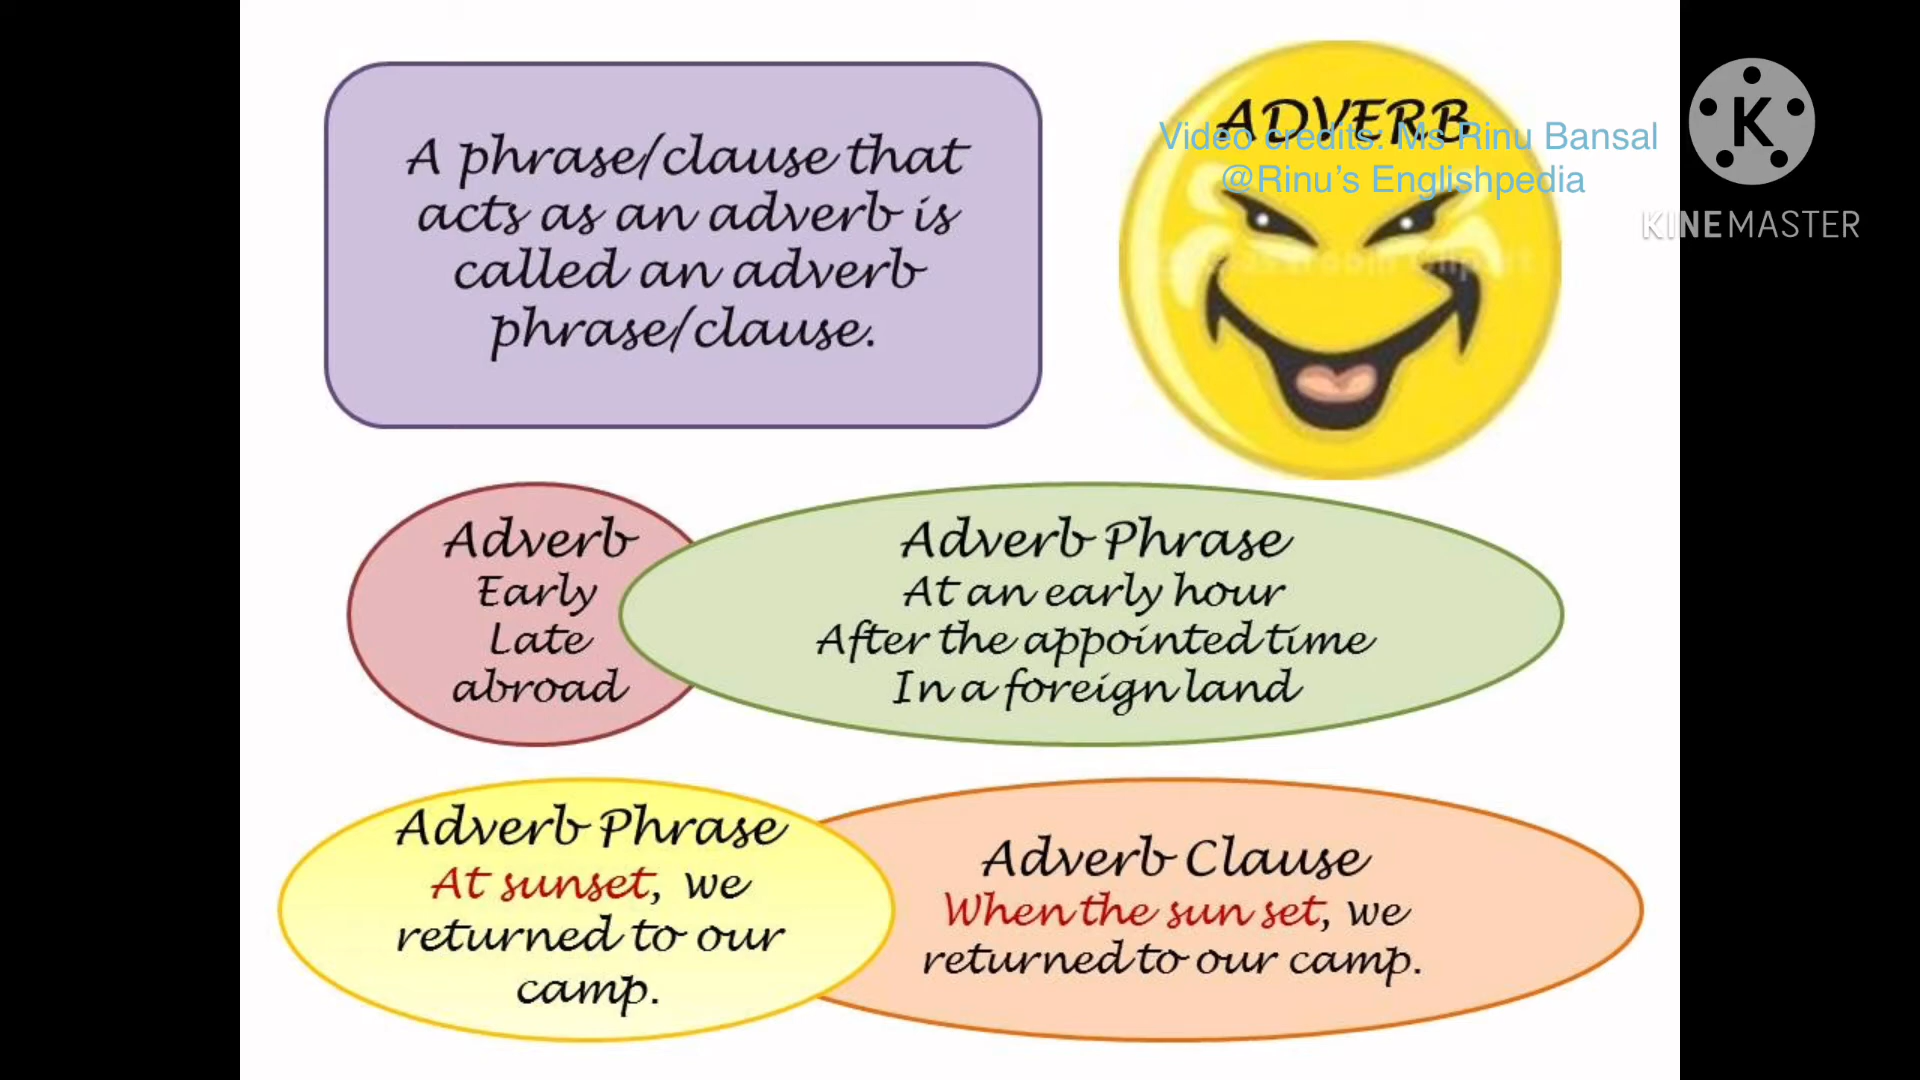 A phrase/clause that
acts as an adverb is
called an adverb
phrase/clause.
ADVERB
Video credits: Ms Rinu Bansal
@Rinu’s Englishpedia
K
KINEMASTER
Adverb
Early
Late
abroad
Adverb Phrase
At an early hour
After the appointed time
In a foreign land
Adverb Phrase
At sunset, we
returned to our
camp.
Adverb Clause
When the sun set, we
returned to our camp.